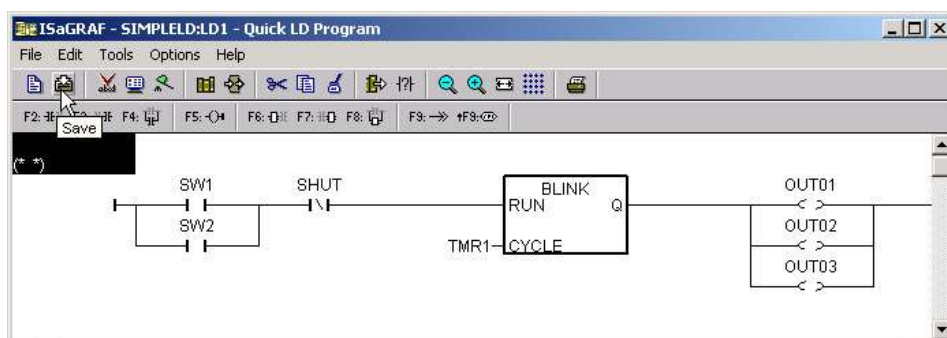 ISaGRAF - SIMPLELD:LD1 - Quick LD Program
File Edit Tools Options Help
F2: F4: F5: F6: F7: F8: F9: ↑F9:
Save
(* *)
SW1 SHUT BLINK OUT01
RUN Q
SW2 OUT02
TMR1 CYCLE
OUT03